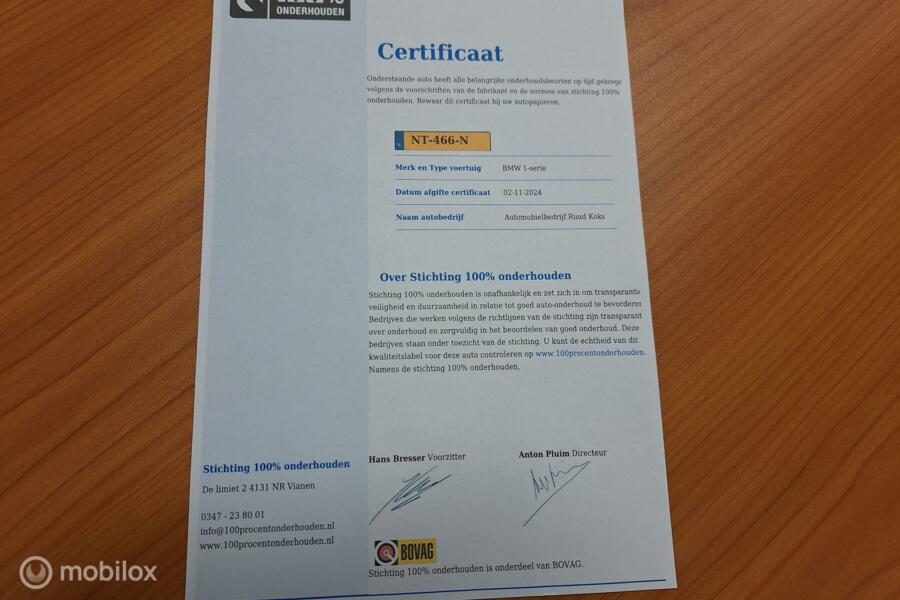 ONDERHOUDEN
Certificaat
Onderstaande auto heeft alle belangrijke onderhoudsbeurten op tijd gekrege
volgens de voorschriften van de fabrikant en de normen van stichting 100%
onderhouden. Bewaar dit certificaat bij uw autopapieren.
NT-466-N
Merk en Type voertuig BMW 1-serie
Datum afgifte certificaat 02-11-2024
Naam autobedrijf Automobielbedrijf Ruud Koks
Over Stichting 100% onderhouden
Stichting 100% onderhouden is onafhankelijk en zet zich in om transparantie
veiligheid en duurzaamheid in relatie tot goed auto-onderhoud te bevorderen
Bedrijven die werken volgens de richtlijnen van de stichting zijn transparant
over onderhoud en zorgvuldig in het beoordelen van goed onderhoud. Deze
bedrijven staan onder toezicht van de stichting. U kunt de echtheid van dit
kwaliteitslabel voor deze auto controleren op www.100procentonderhouden.
Namens de stichting 100% onderhouden,
Hans Bresser Voorzitter
Anton Pluim Directeur
Stichting 100% onderhouden
De limiet 2 4131 NR Vianen
0347 - 23 80 01
info@100procentonderhouden.nl
www.100procentonderhouden.nl
BOVAG
Stichting 100% onderhouden is onderdeel van BOVAG.
mobilox